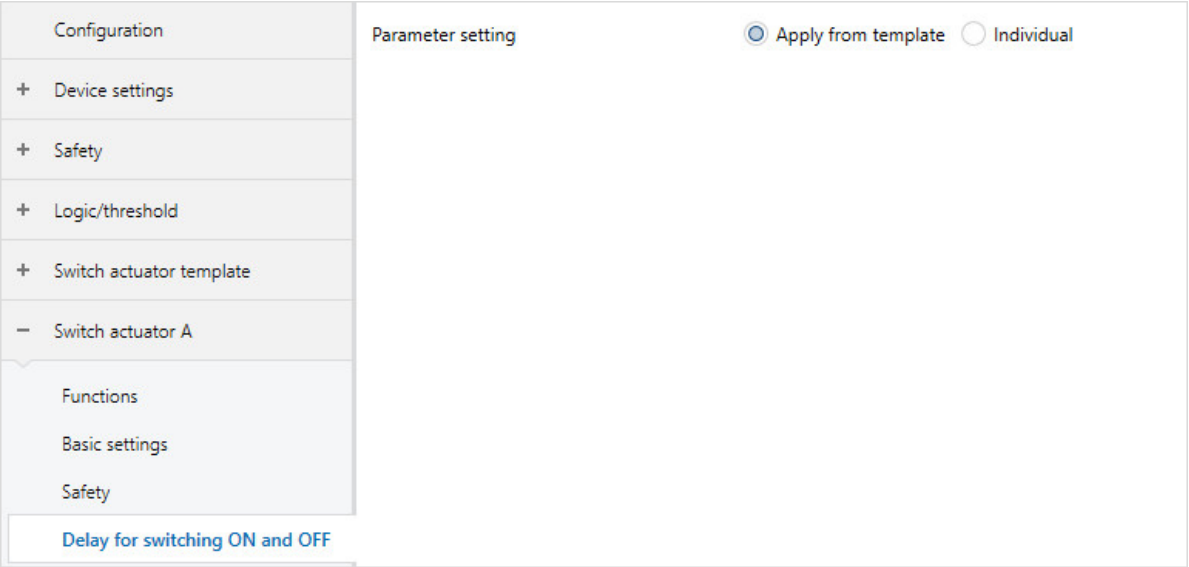 Configuration
Parameter setting Apply from template Individual
+ Device settings
+ Safety
+ Logic/threshold
+ Switch actuator template
− Switch actuator A
Functions
Basic settings
Safety
Delay for switching ON and OFF